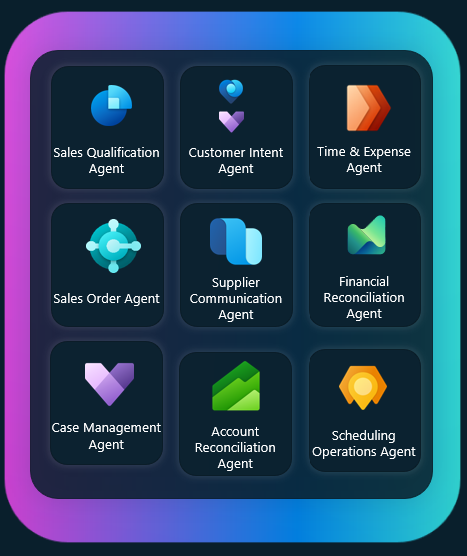 Sales Qualification
Agent
Customer Intent
Agent
Time & Expense
Agent
Sales Order Agent
Supplier
Communication
Agent
Financial
Reconciliation
Agent
Case Management
Agent
Account
Reconciliation
Agent
Scheduling
Operations Agent